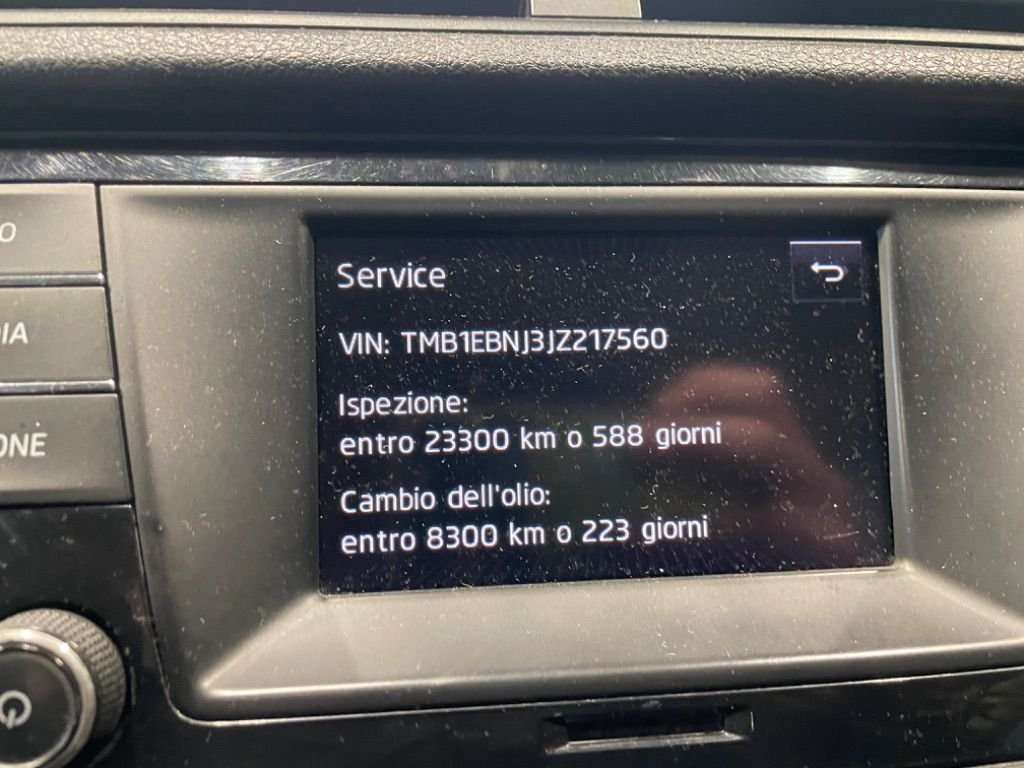 Service
VIN: TMB1EBNJ3JZ217560
Ispezione:
entro 23300 km o 588 giorni
Cambio dell'olio:
entro 8300 km o 223 giorni